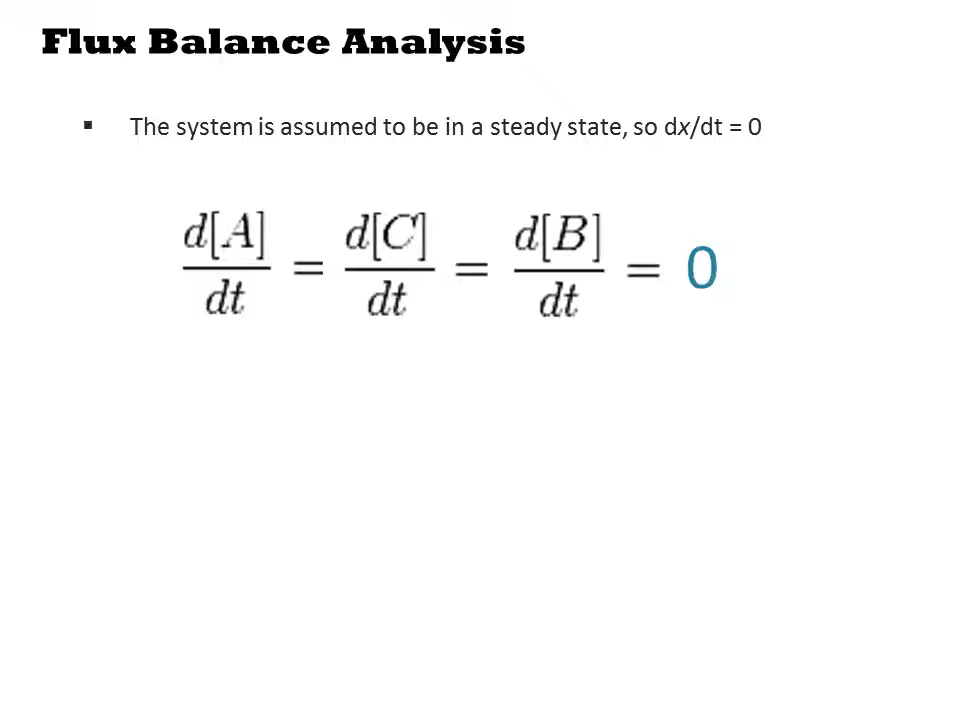 Flux Balance Analysis
▪ The system is assumed to be in a steady state, so dx/dt = 0
d[A]/dt = d[C]/dt = d[B]/dt = 0